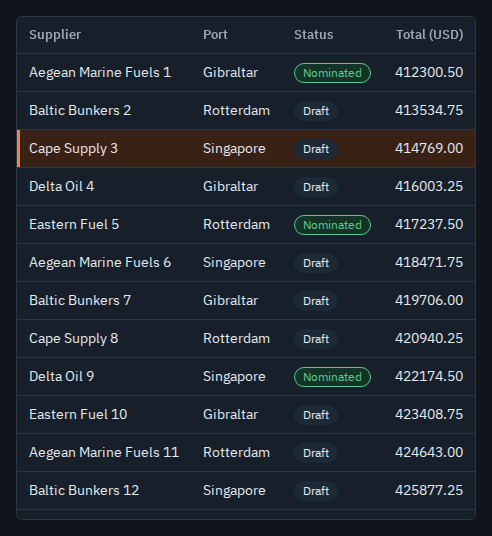 Supplier Port Status Total (USD)
Aegean Marine Fuels 1 Gibraltar Nominated 412300.50
Baltic Bunkers 2 Rotterdam Draft 413534.75
Cape Supply 3 Singapore Draft 414769.00
Delta Oil 4 Gibraltar Draft 416003.25
Eastern Fuel 5 Rotterdam Nominated 417237.50
Aegean Marine Fuels 6 Singapore Draft 418471.75
Baltic Bunkers 7 Gibraltar Draft 419706.00
Cape Supply 8 Rotterdam Draft 420940.25
Delta Oil 9 Singapore Nominated 422174.50
Eastern Fuel 10 Gibraltar Draft 423408.75
Aegean Marine Fuels 11 Rotterdam Draft 424643.00
Baltic Bunkers 12 Singapore Draft 425877.25